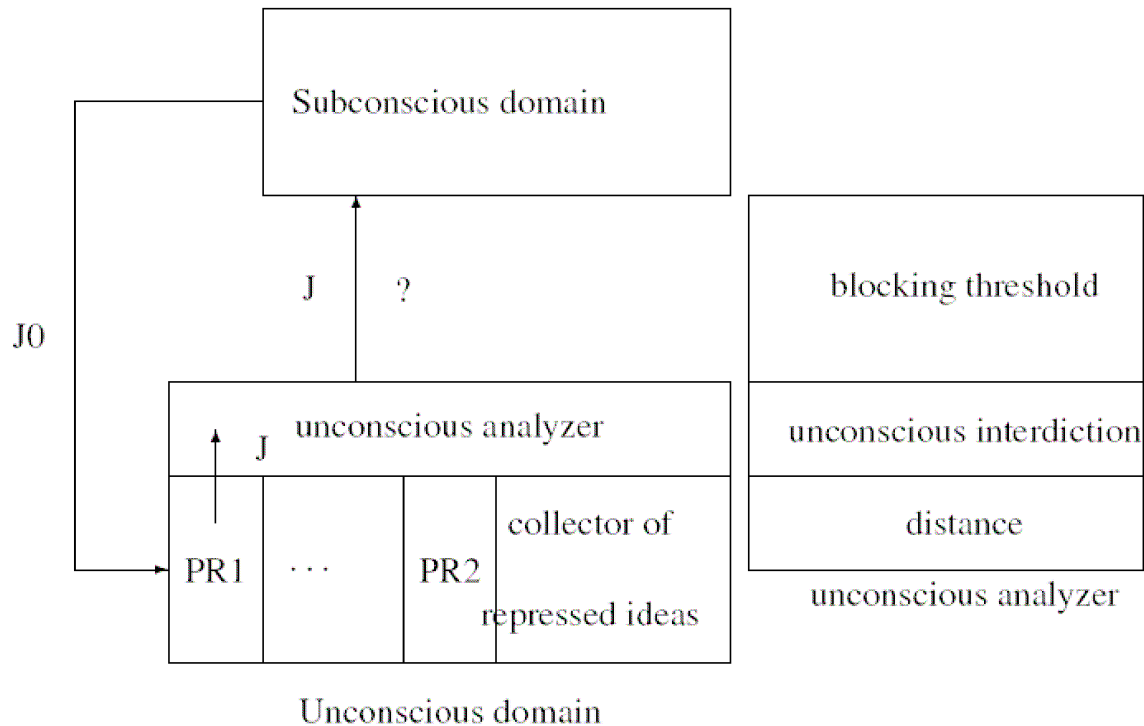 Subconscious domain
J ?
J0
blocking threshold
unconscious analyzer
J
unconscious interdiction
PR1 ... PR2
collector of
repressed ideas
distance
unconscious analyzer
Unconscious domain